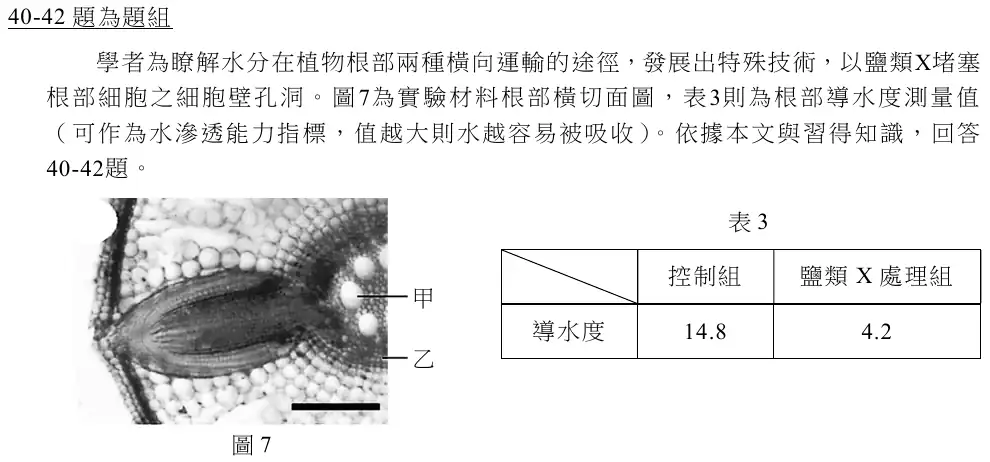 40-42 題為題組
學者為瞭解水分在植物根部兩種橫向運輸的途徑，發展出特殊技術，以鹽類X堵塞
根部細胞之細胞壁孔洞。圖7為實驗材料根部橫切面圖，表3則為根部導水度測量值
（可作為水滲透能力指標，值越大則水越容易被吸收）。依據本文與習得知識，回答
40-42題。
甲
乙
圖 7
表 3
控制組 鹽類 X 處理組
導水度 14.8 4.2